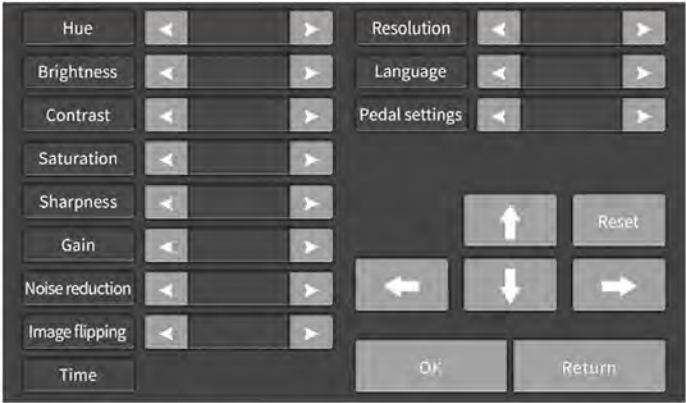 Hue
Brightness
Contrast
Saturation
Sharpness
Gain
Noise reduction
Image flipping
Time
Resolution
Language
Pedal settings
Reset
OK
Return